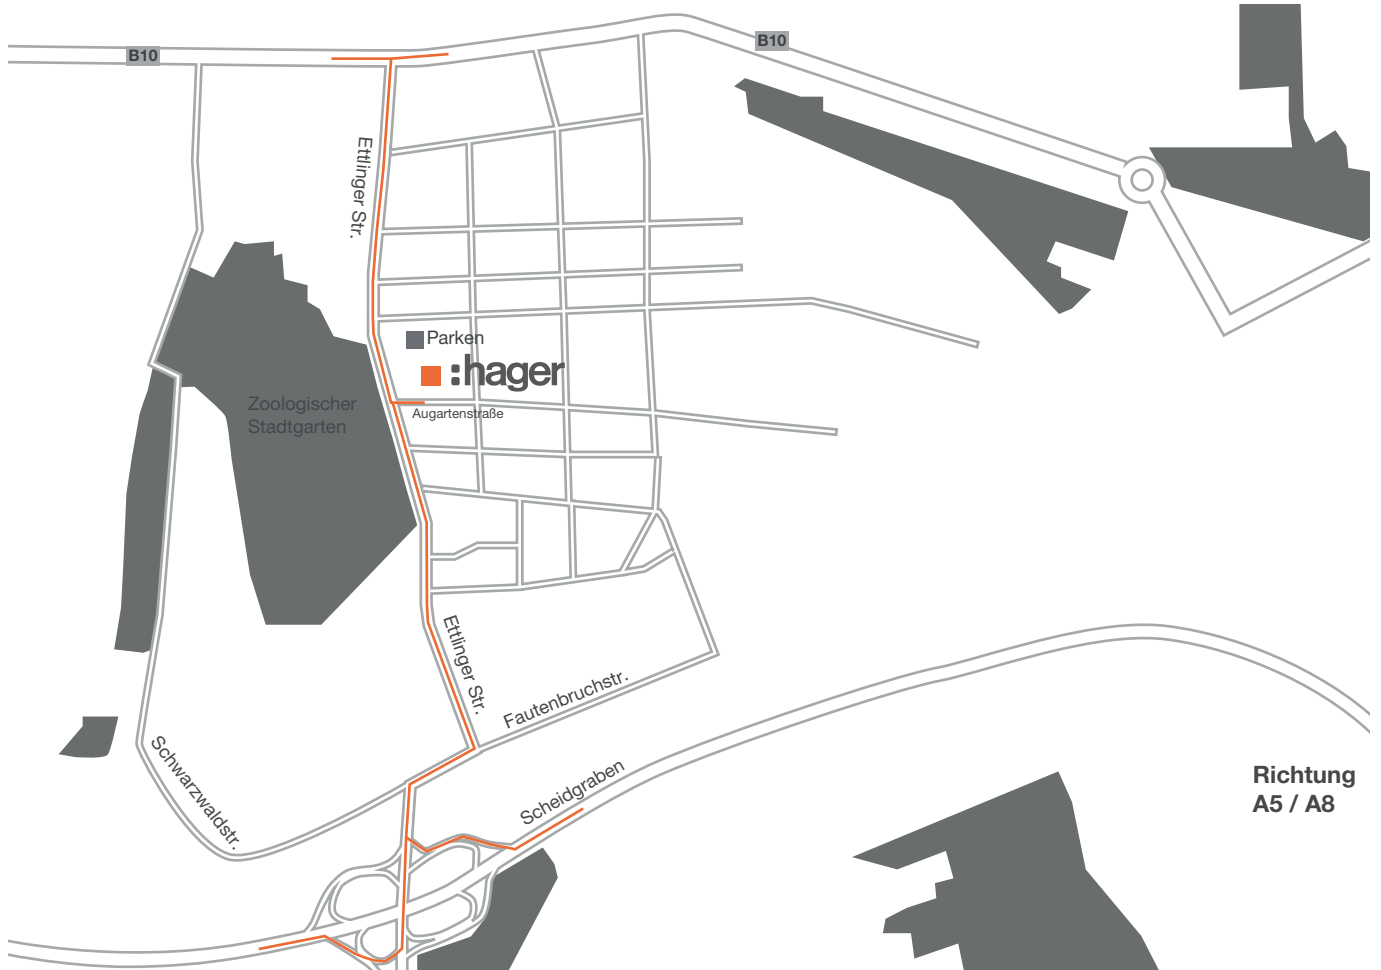 B10
B10
Ettlinger Str.
Parken
:hager
Zoologischer
Stadtgarten
Augartenstraße
Ettlinger Str.
Fautenbruchstr.
Schwarzwaldstr.
Scheidgraben
Richtung
A5 / A8